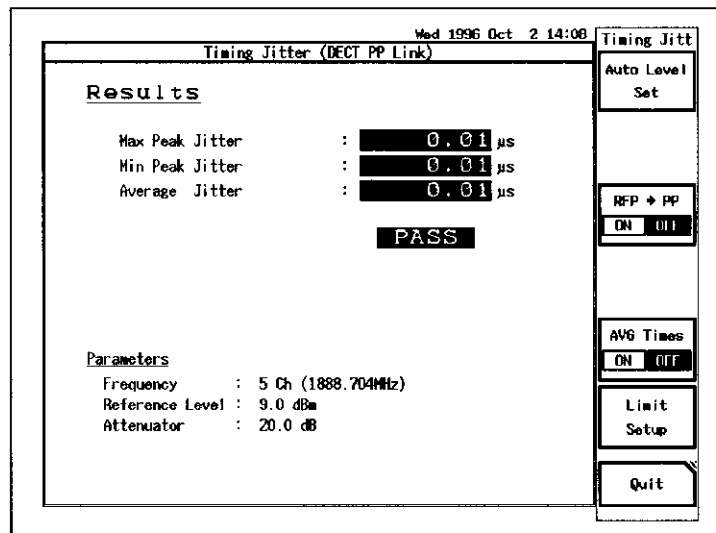 Wed 1996 Oct 2 14:08
Timing Jitter (DECT PP Link)
Results
Max Peak Jitter : 0.01 µs
Min Peak Jitter : 0.01 µs
Average Jitter : 0.01 µs
PASS
Parameters
Frequency : 5 Ch (1888.704MHz)
Reference Level : 9.0 dBm
Attenuator : 20.0 dB
Timing Jitt
Auto Level
Set
RFP → PP
ON OFF
AVG Times
ON OFF
Limit
Setup
Quit